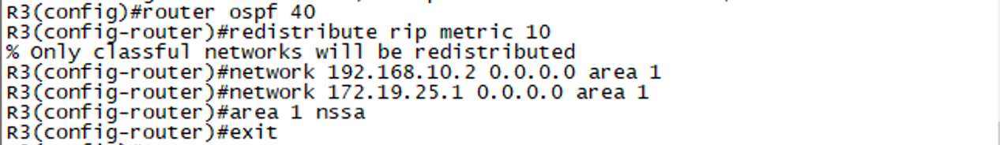 R3(config)#router ospf 40
R3(config-router)#redistribute rip metric 10
% Only classful networks will be redistributed
R3(config-router)#network 192.168.10.2 0.0.0.0 area 1
R3(config-router)#network 172.19.25.1 0.0.0.0 area 1
R3(config-router)#area 1 nssa
R3(config-router)#exit